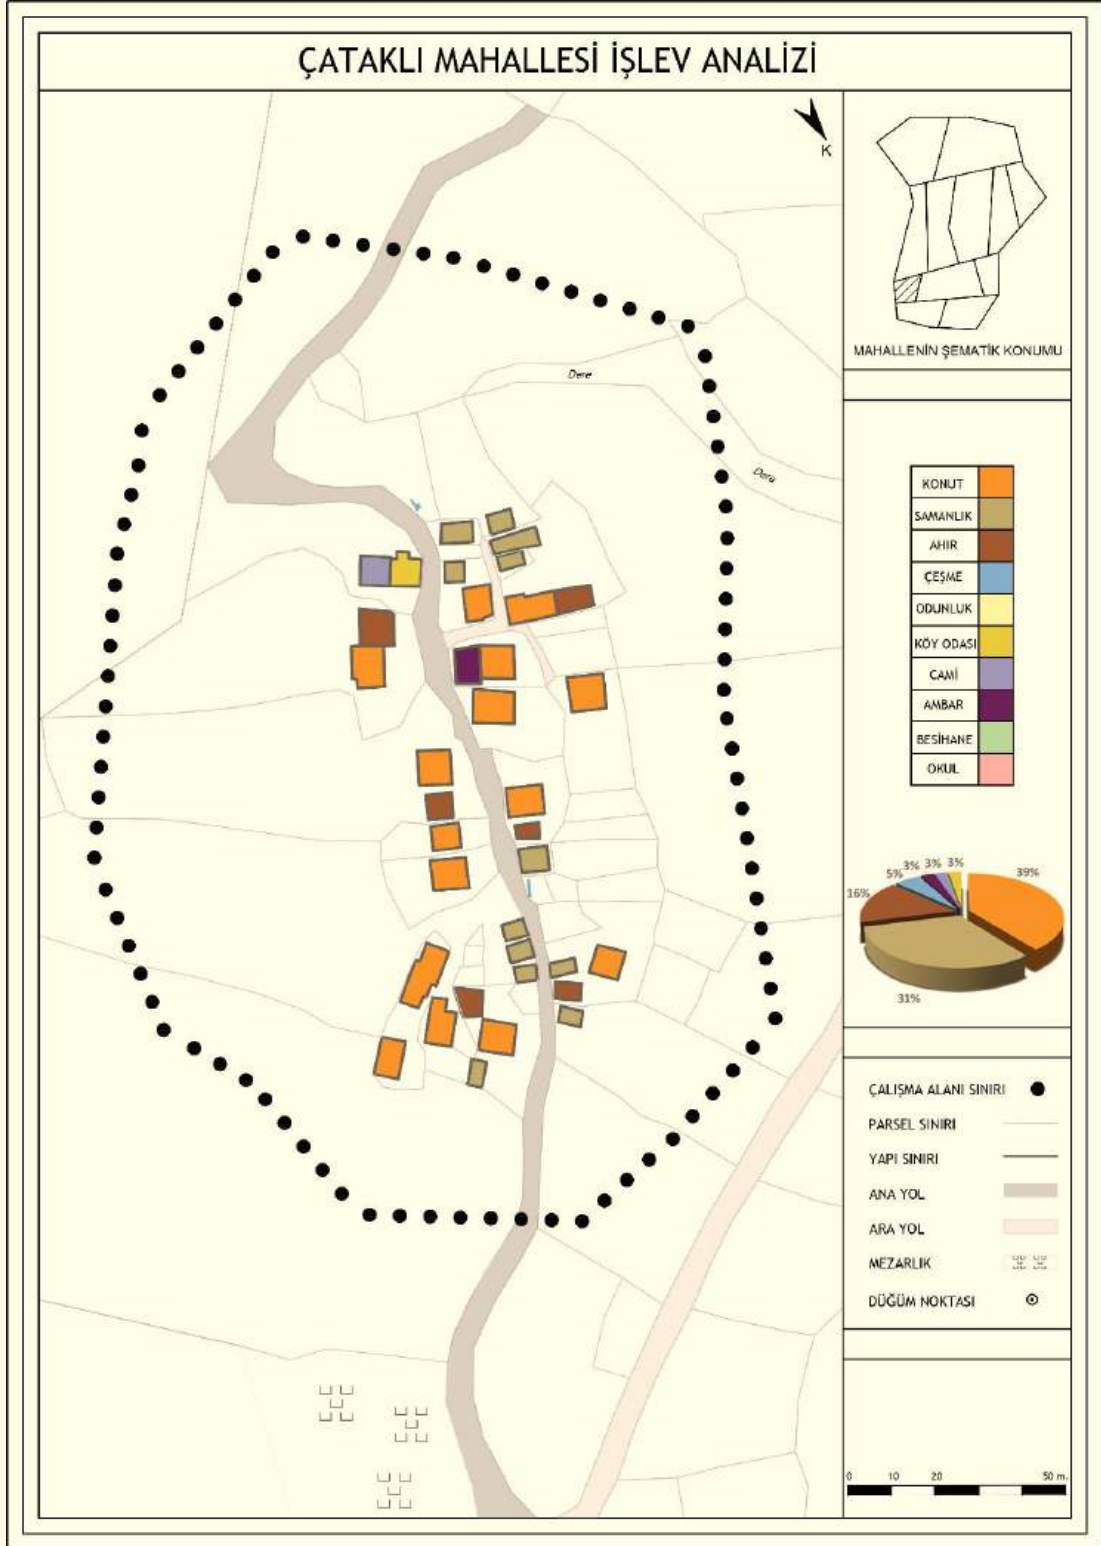 ÇATAKLI MAHALLESİ İŞLEV ANALİZİ
K
MAHALLENİN ŞEMATİK KONUMU
Dere
Dere
KONUT
SAMANLIK
AHIR
ÇEŞME
ODUNLUK
KÖY ODASI
CAMİ
AMBAR
BESİHANE
OKUL
39%
31%
16%
5%
3%
3%
3%
ÇALIŞMA ALANI SINIRI
PARSEL SINIRI
YAPI SINIRI
ANA YOL
ARA YOL
MEZARLIK
DÜĞÜM NOKTASI
0 10 20 50 m.